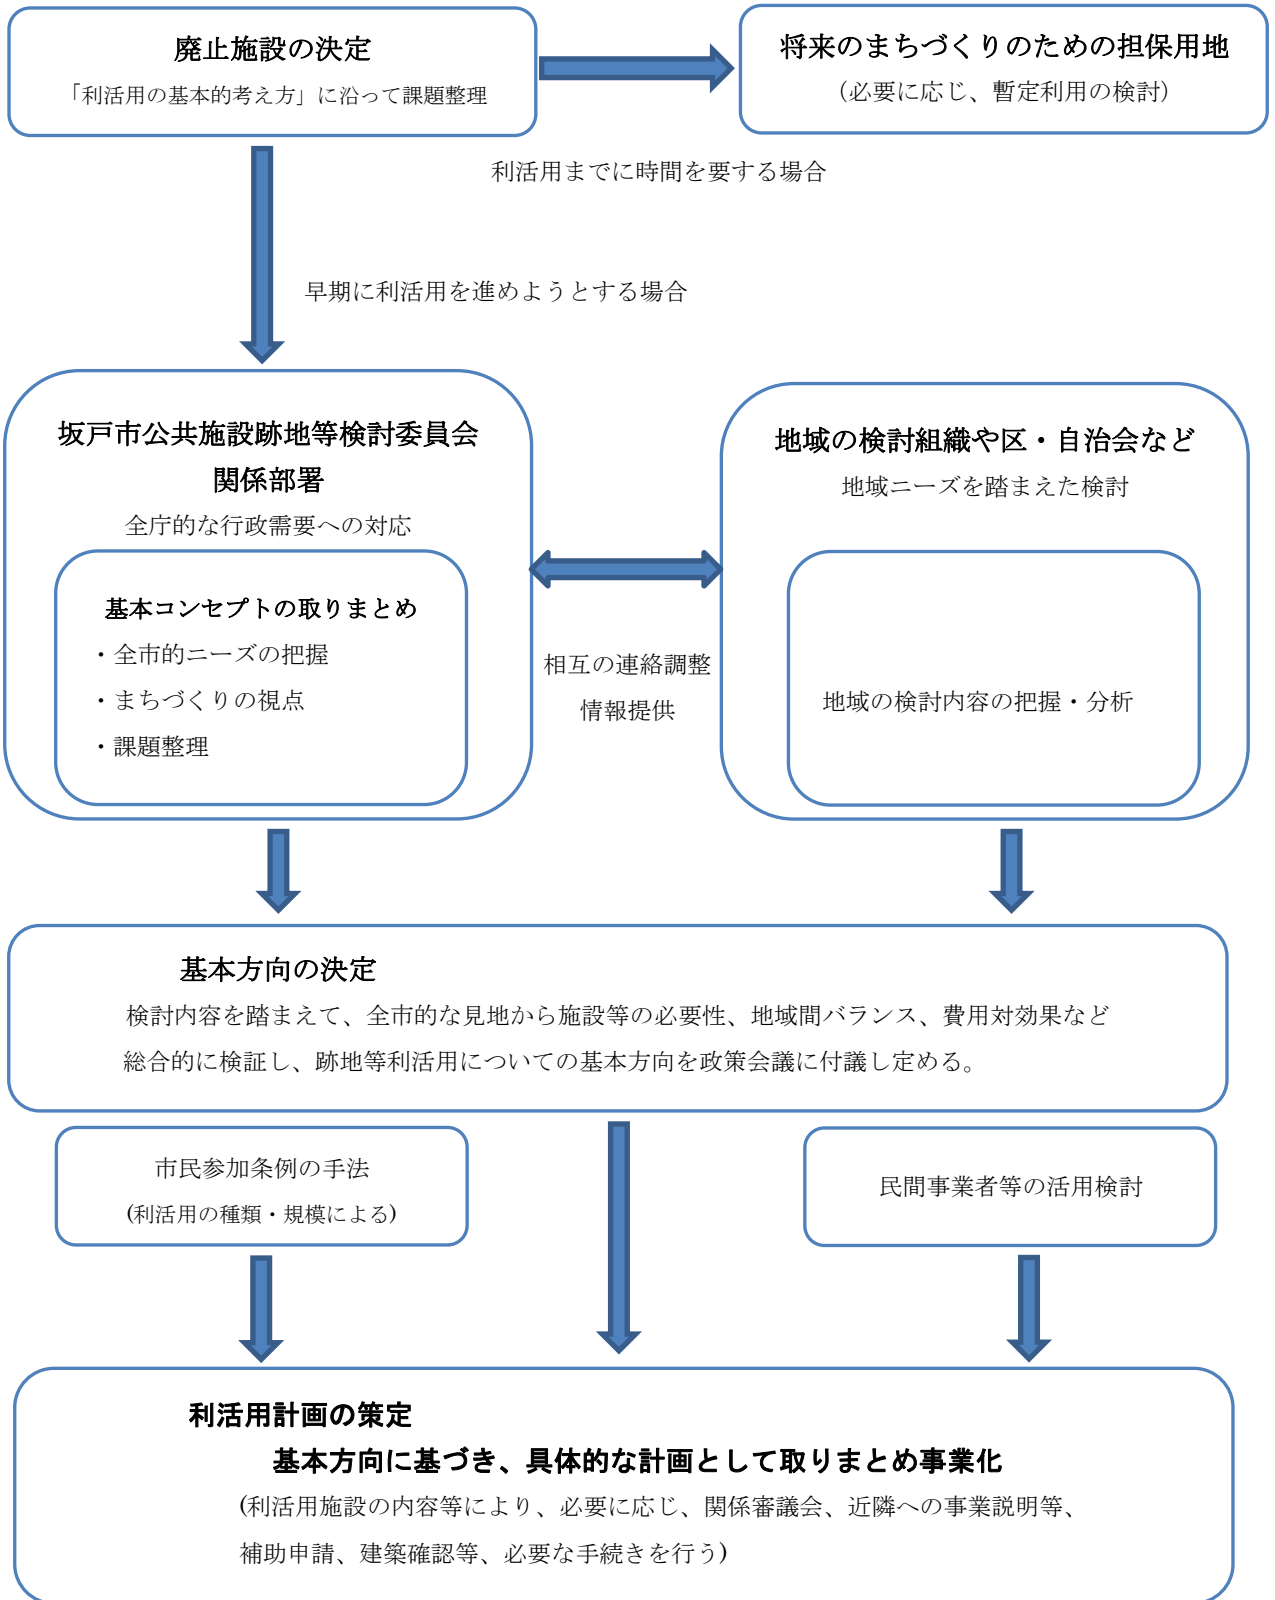 廃止施設の決定
「利活用の基本的考え方」に沿って課題整理
将来のまちづくりのための担保用地
（必要に応じ、暫定利用の検討）
利活用までに時間を要する場合
早期に利活用を進めようとする場合
坂戸市公共施設跡地等検討委員会
関係部署
全庁的な行政需要への対応
基本コンセプトの取りまとめ
・全市的ニーズの把握
・まちづくりの視点
・課題整理
相互の連絡調整
情報提供
地域の検討組織や区・自治会など
地域ニーズを踏まえた検討
地域の検討内容の把握・分析
基本方向の決定
検討内容を踏まえて、全市的な見地から施設等の必要性、地域間バランス、費用対効果など
総合的に検証し、跡地等利活用についての基本方向を政策会議に付議し定める。
市民参加条例の手法
(利活用の種類・規模による)
民間事業者等の活用検討
利活用計画の策定
基本方向に基づき、具体的な計画として取りまとめ事業化
(利活用施設の内容等により、必要に応じ、関係審議会、近隣への事業説明等、
補助申請、建築確認等、必要な手続きを行う)